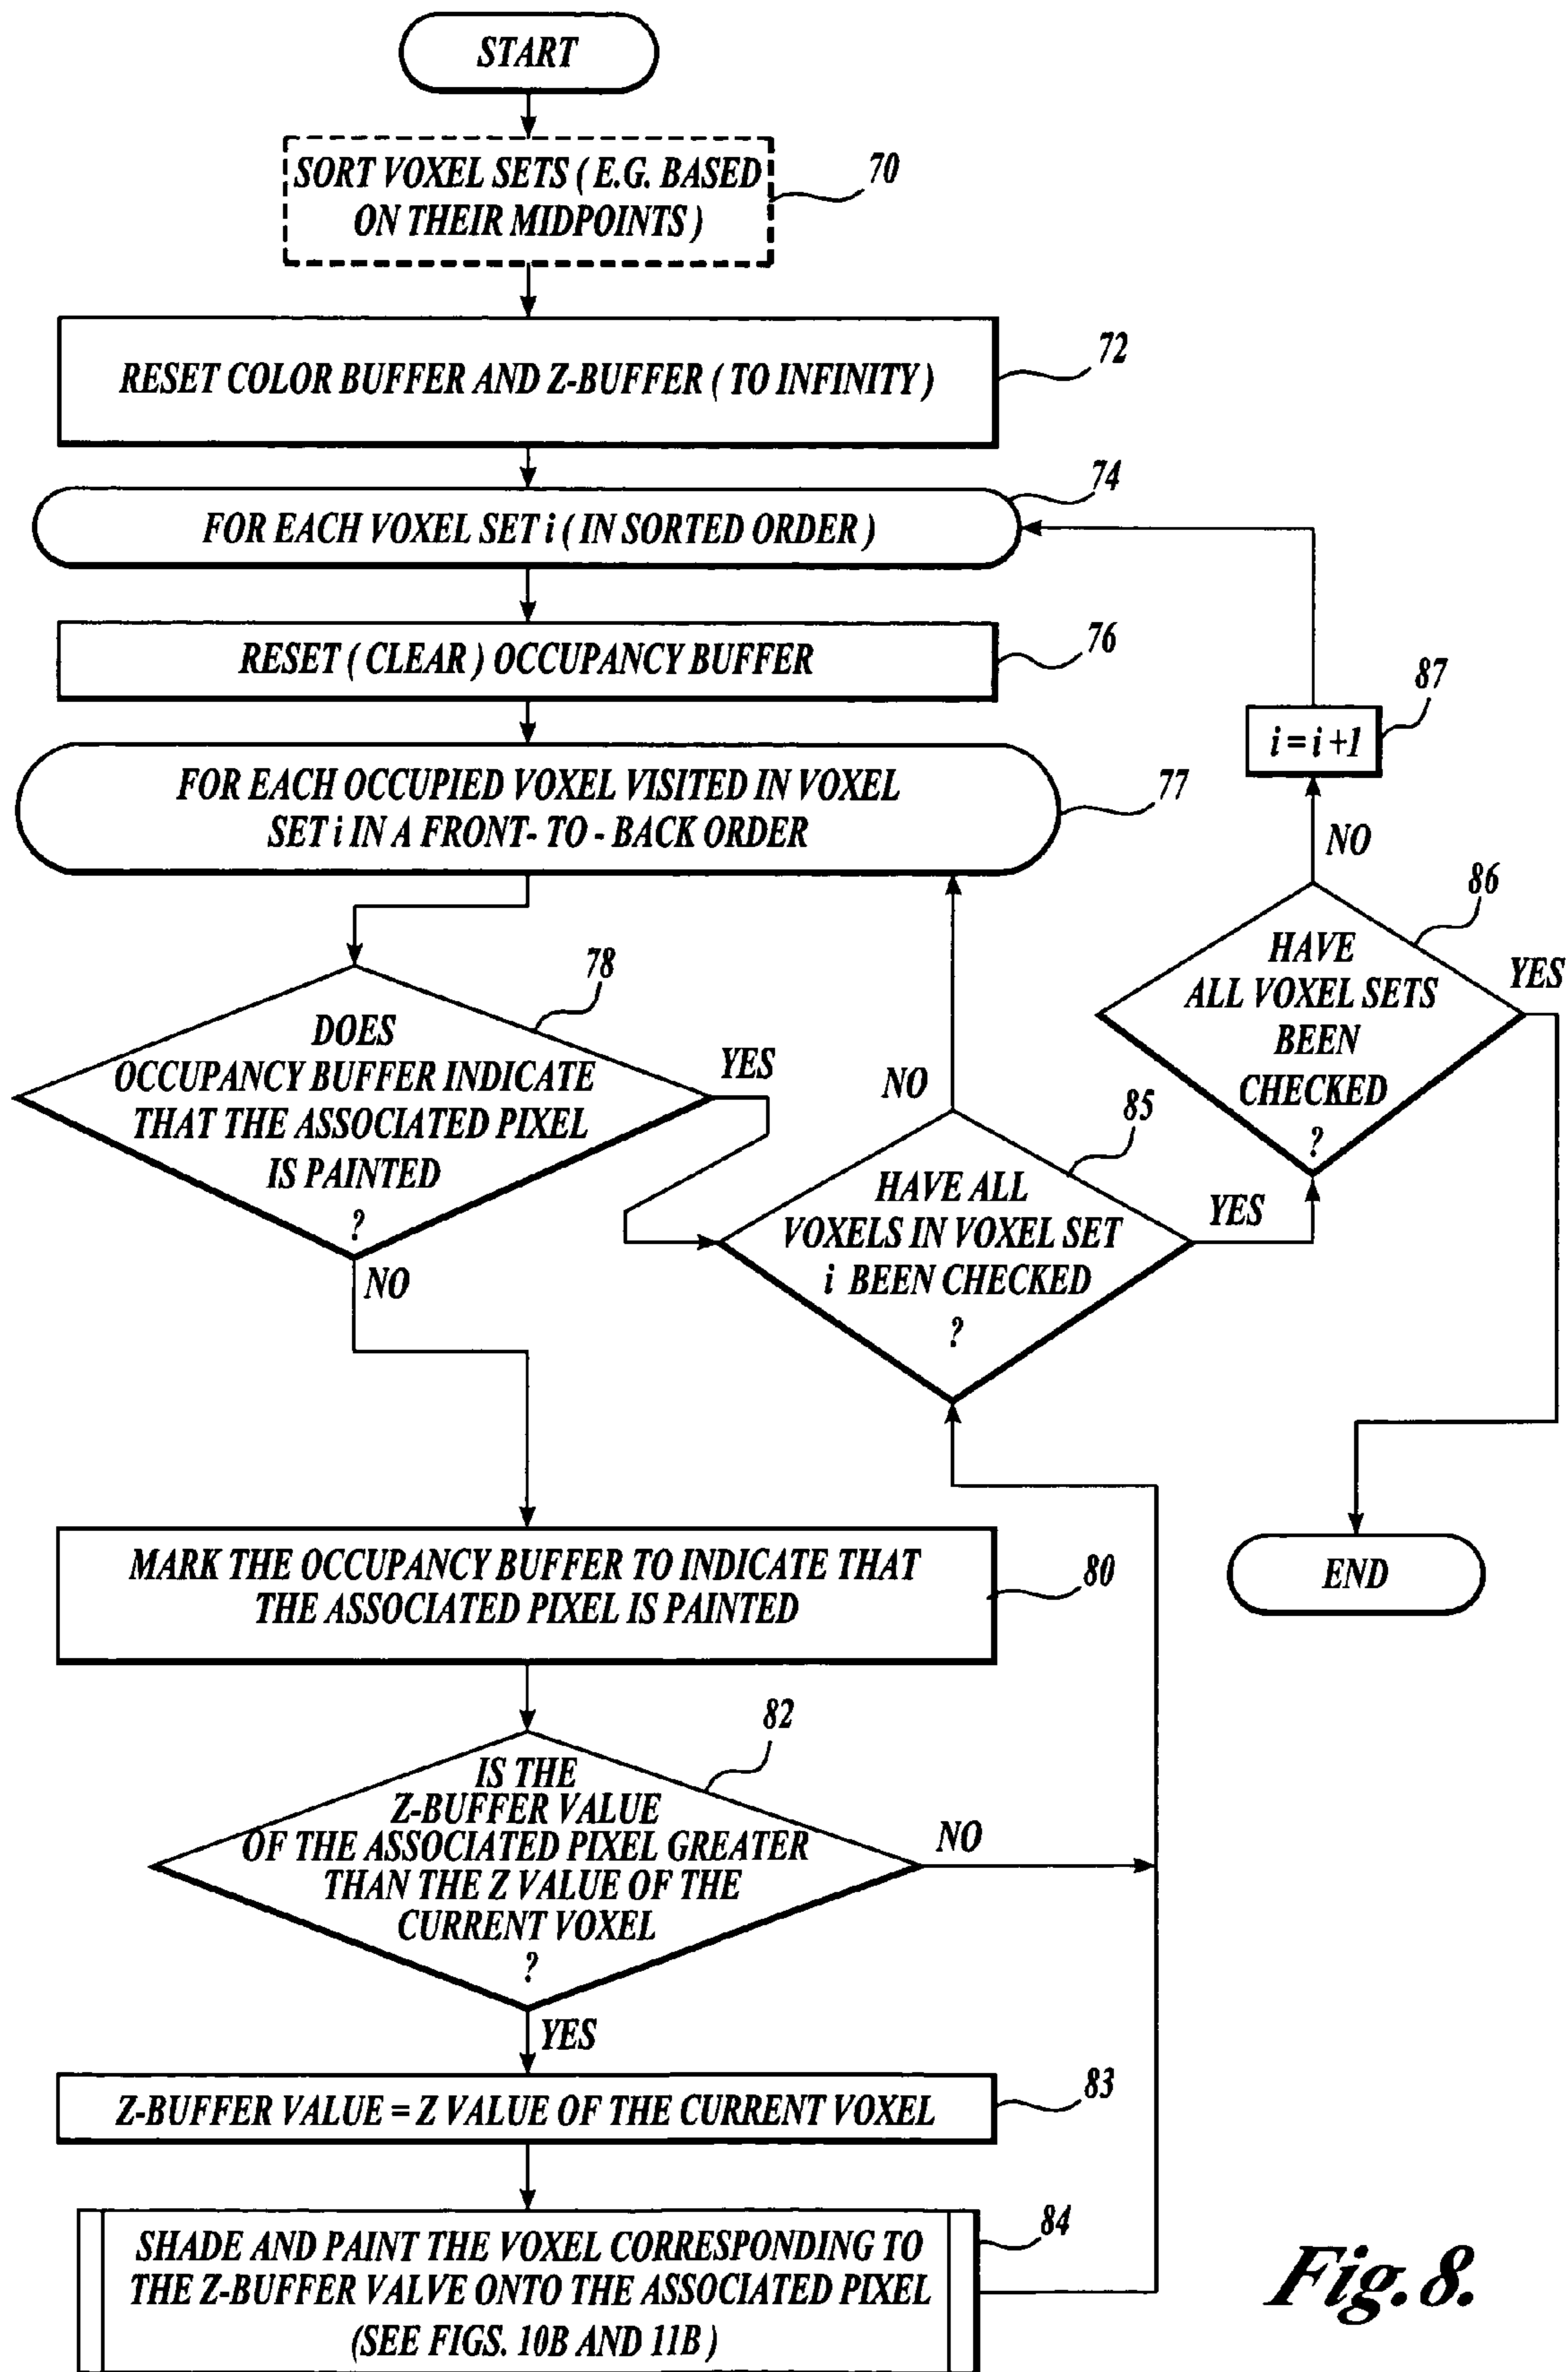 START
SORT VOXEL SETS ( E.G. BASED
ON THEIR MIDPOINTS )
70
RESET COLOR BUFFER AND Z-BUFFER ( TO INFINITY )
72
74
FOR EACH VOXEL SET i ( IN SORTED ORDER )
RESET ( CLEAR ) OCCUPANCY BUFFER
76
87
i = i +1
FOR EACH OCCUPIED VOXEL VISITED IN VOXEL
SET i IN A FRONT- TO - BACK ORDER
77
NO
86
HAVE
ALL VOXEL SETS
BEEN
CHECKED
?
YES
78
DOES
OCCUPANCY BUFFER INDICATE
THAT THE ASSOCIATED PIXEL
IS PAINTED
?
YES
NO
NO
85
HAVE ALL
VOXELS IN VOXEL SET
i BEEN CHECKED
?
YES
MARK THE OCCUPANCY BUFFER TO INDICATE THAT
THE ASSOCIATED PIXEL IS PAINTED
80
END
82
IS THE
Z-BUFFER VALUE
OF THE ASSOCIATED PIXEL GREATER
THAN THE Z VALUE OF THE
CURRENT VOXEL
?
NO
YES
Z-BUFFER VALUE = Z VALUE OF THE CURRENT VOXEL
83
SHADE AND PAINT THE VOXEL CORRESPONDING TO
THE Z-BUFFER VALVE ONTO THE ASSOCIATED PIXEL
(SEE FIGS. 10B AND 11B )
84
Fig. 8.